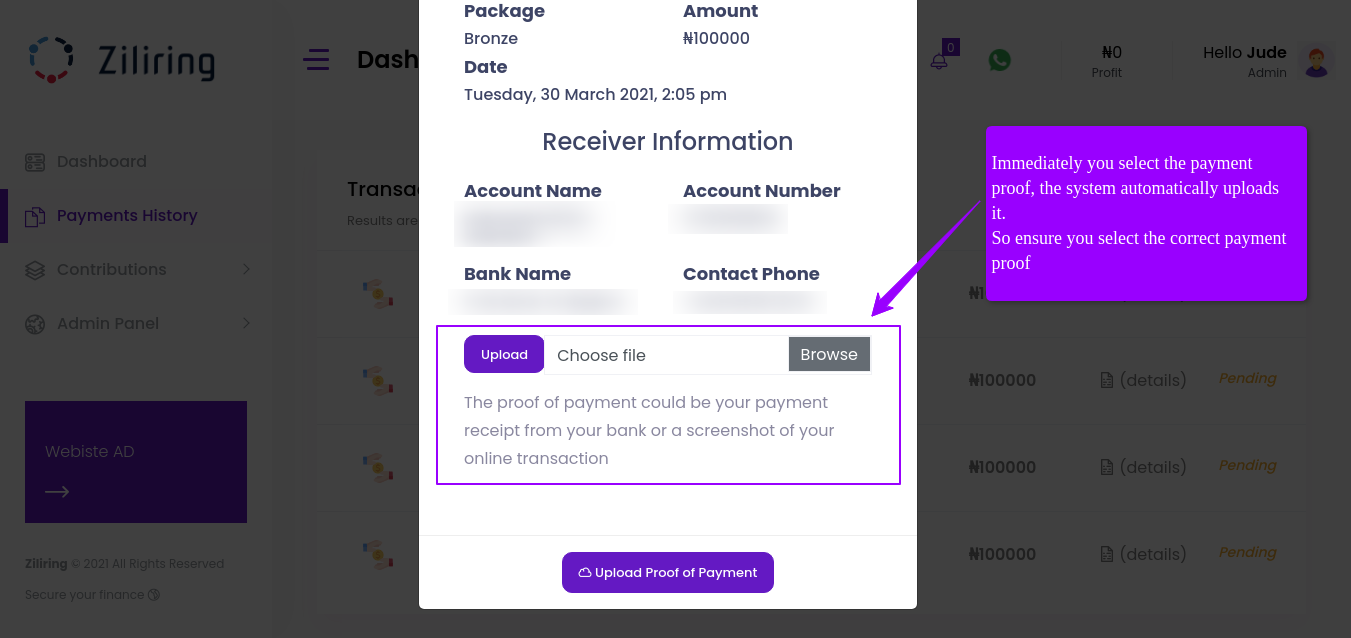 Ziliring
Dashboard
Payments History
Contributions
Admin Panel
Webiste AD
Ziliring © 2021 All Rights Reserved
Secure your finance
Dash
0
₦0
Profit
Hello Jude
Admin
Transa
Results are
Package
Amount
Bronze
₦100000
Date
Tuesday, 30 March 2021, 2:05 pm
Receiver Information
Account Name
Account Number
Bank Name
Contact Phone
Upload
Choose file
Browse
The proof of payment could be your payment
receipt from your bank or a screenshot of your
online transaction
Upload Proof of Payment
Immediately you select the payment
proof, the system automatically uploads
it.
So ensure you select the correct payment
proof
₦100000 (details) Pending
₦100000 (details) Pending
₦100000 (details) Pending